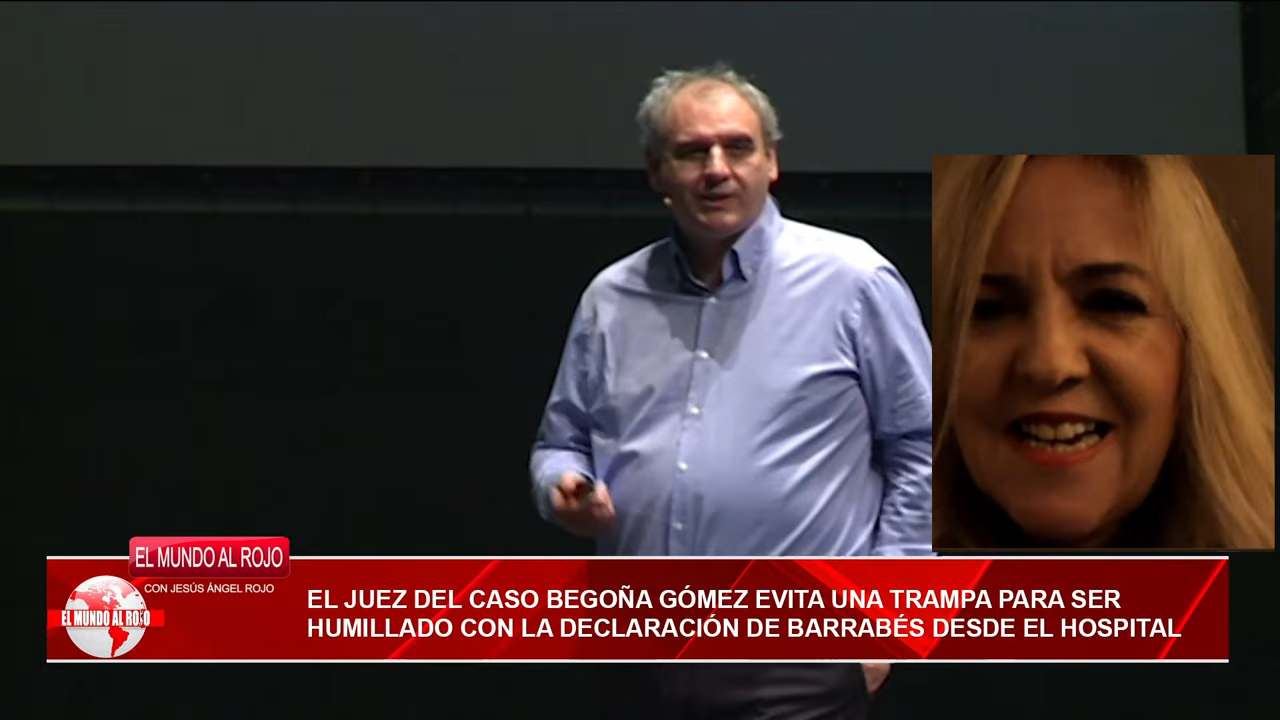 EL MUNDO AL ROJO
CON JESÚS ÁNGEL ROJO
EL MUNDO AL ROJO
EL JUEZ DEL CASO BEGOÑA GÓMEZ EVITA UNA TRAMPA PARA SER
HUMILLADO CON LA DECLARACIÓN DE BARRABÉS DESDE EL HOSPITAL